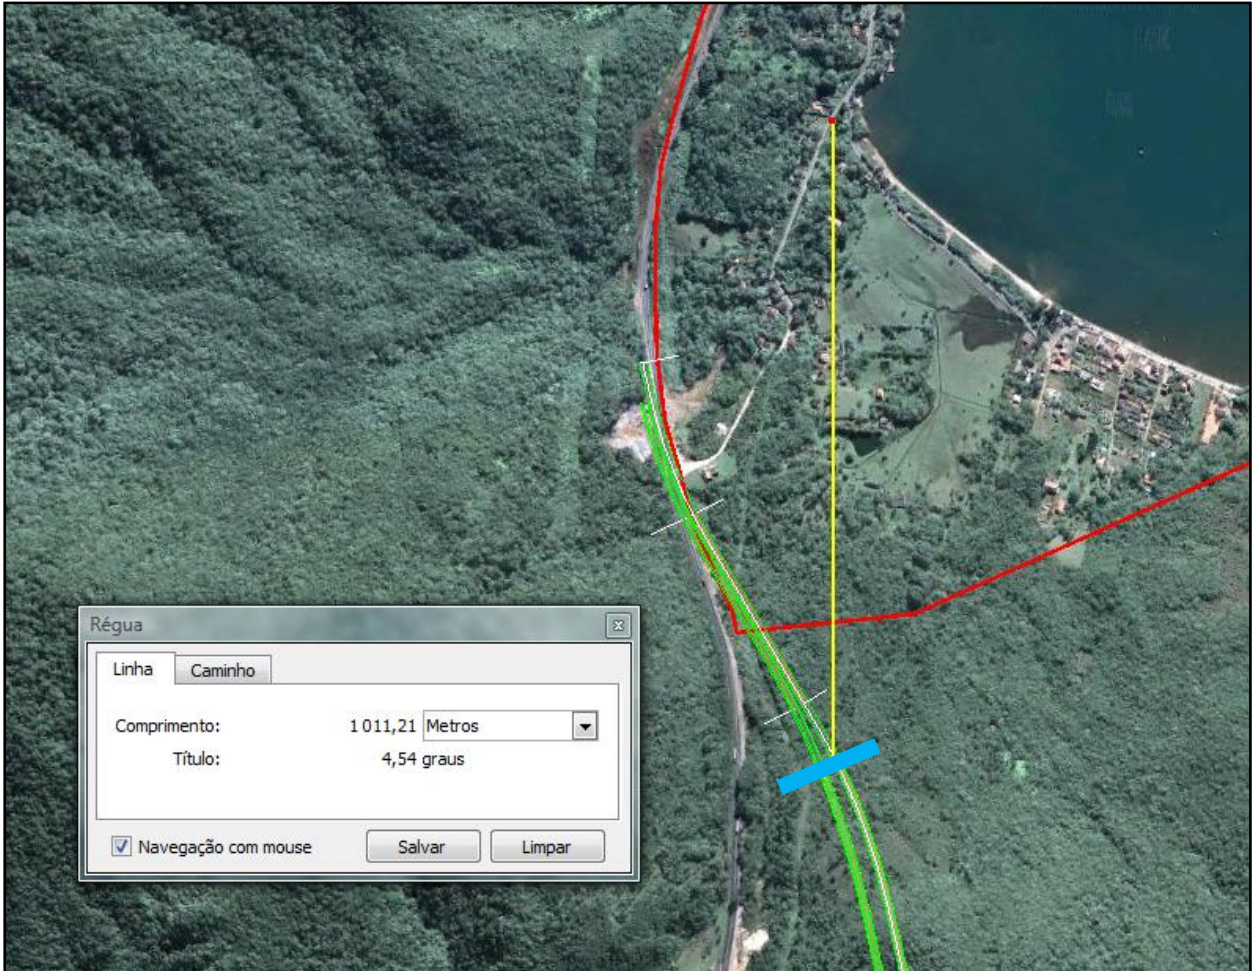 Régua
Linha Caminho
Comprimento: 1 011,21 Metros
Título: 4,54 graus
Navegação com mouse Salvar Limpar